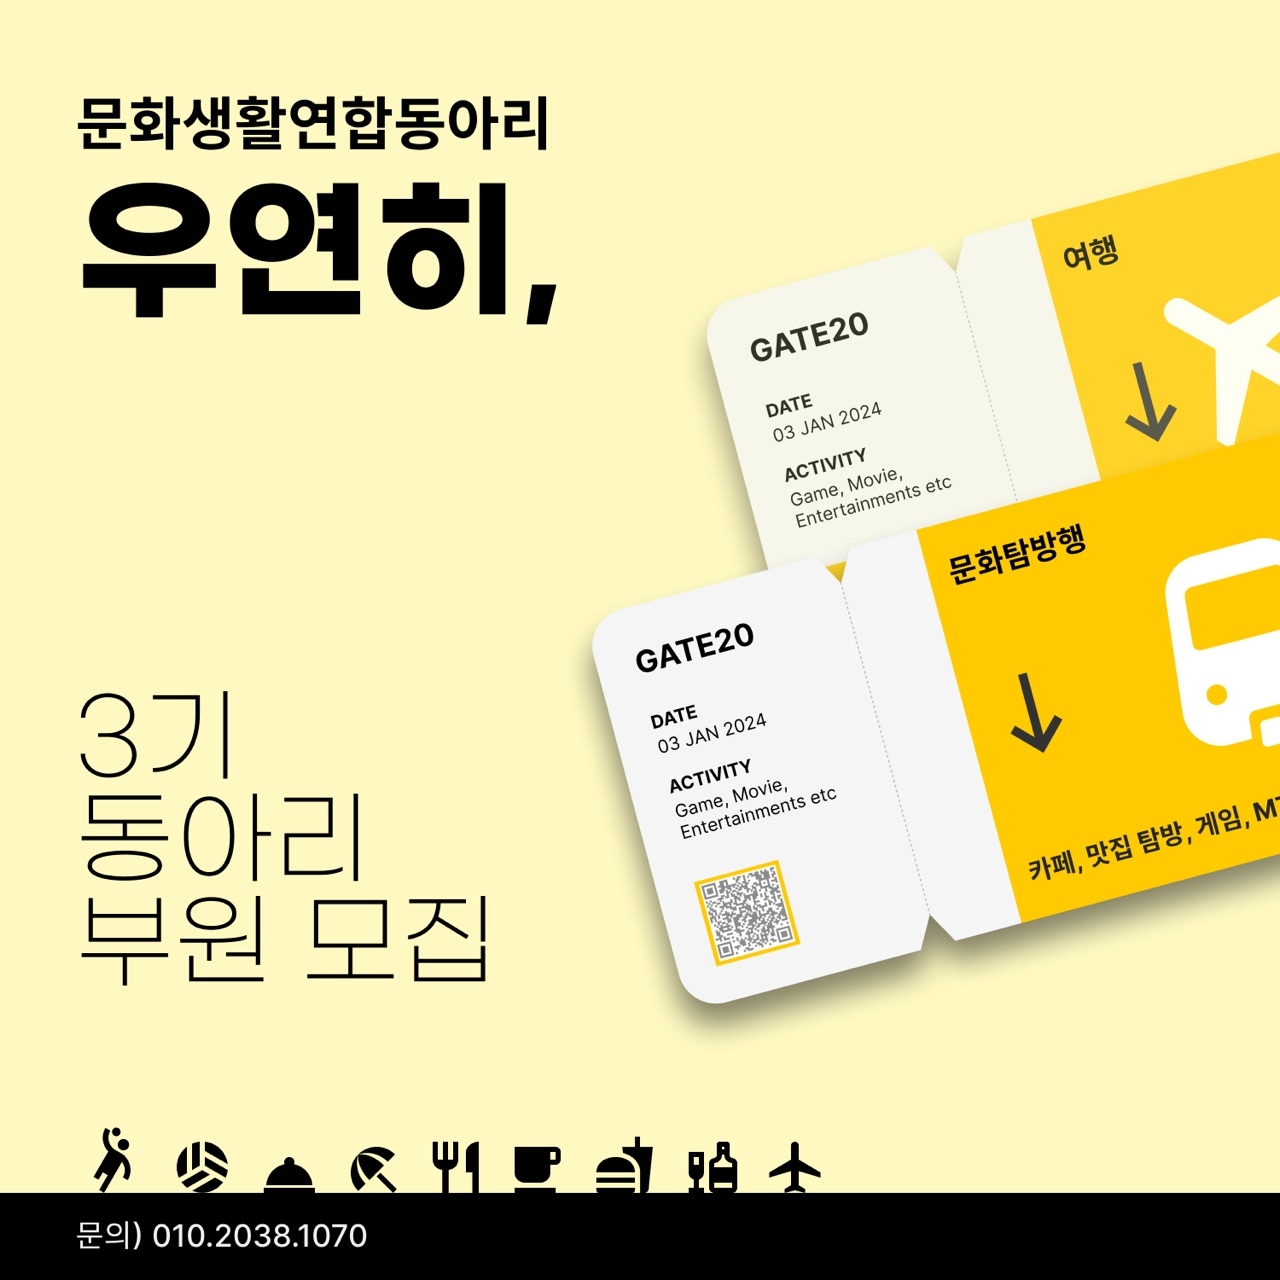 문화생활연합동아리
우연히,
여행
GATE20
DATE
03 JAN 2024
ACTIVITY
Game, Movie,
Entertainments etc
문화탐방행
GATE20
DATE
03 JAN 2024
ACTIVITY
Game, Movie,
Entertainments etc
카페, 맛집 탐방, 게임,
3기
동아리
부원 모집
문의) 010.2038.1070